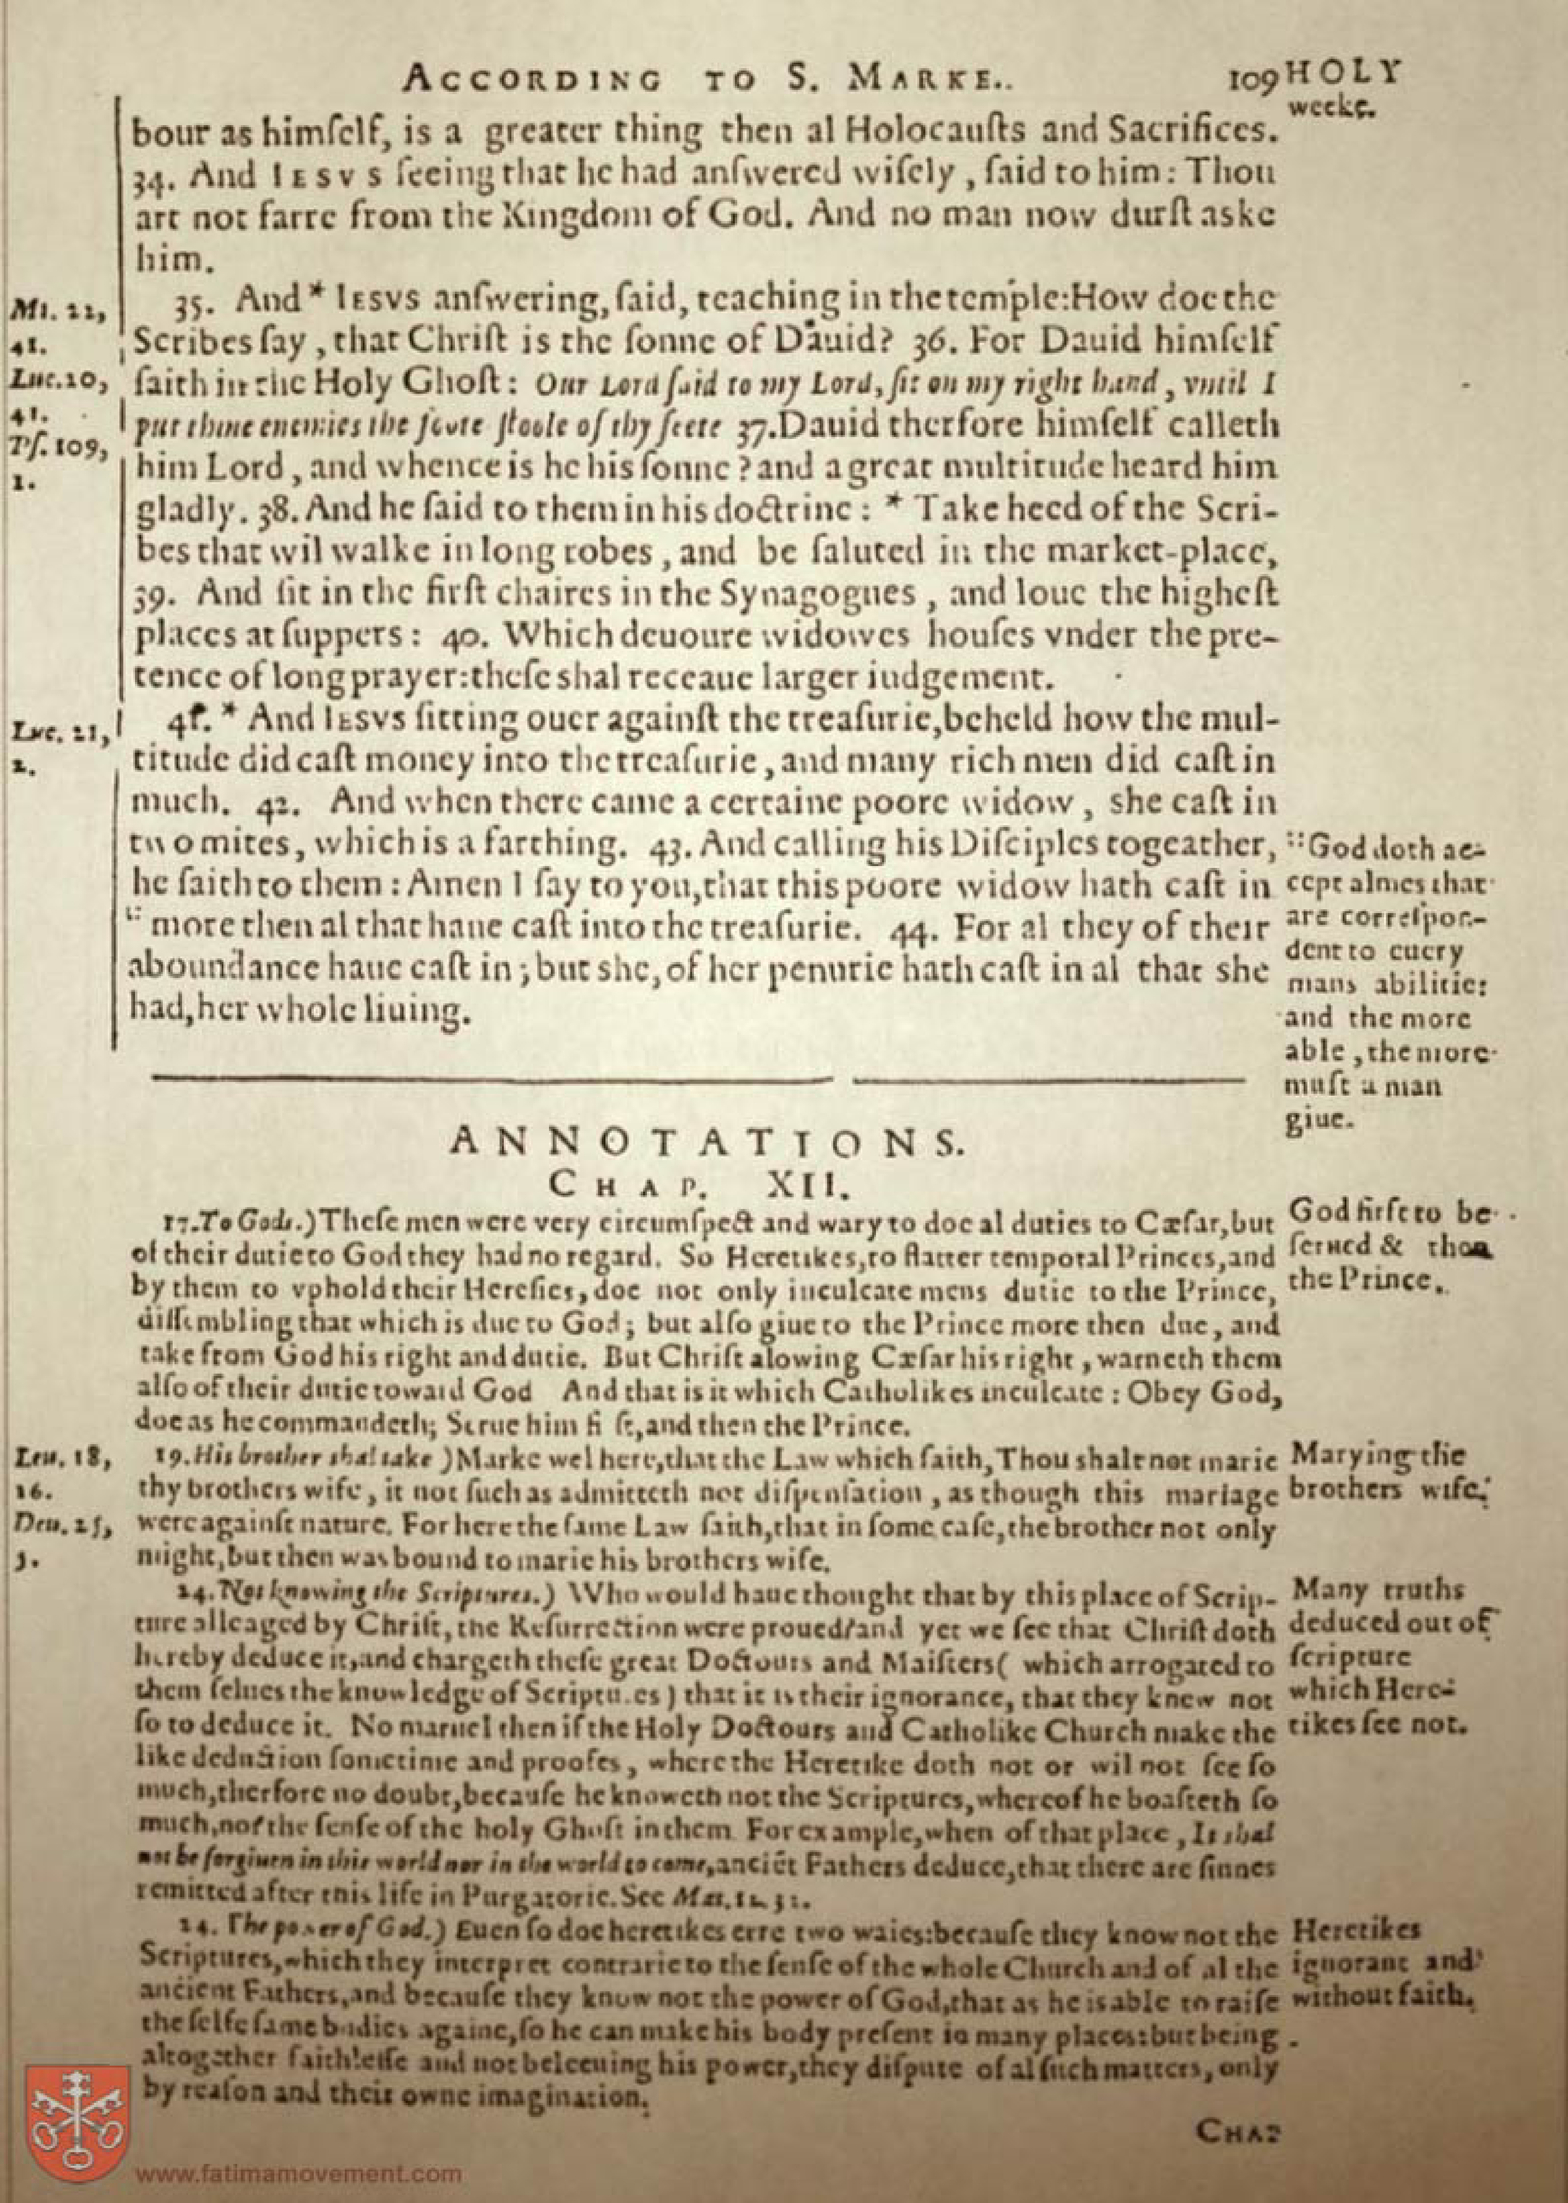 ACCORDING TO S. MARKE..
109 HOLY
weeke.
bour as himſelf, is a greater thing then al Holocauſts and Sacrifices.
34. And IESVS ſeeing that he had anſwered wiſely, ſaid to him: Thou
art not farre from the Kingdom of God. And no man now durſt aske
him.
35. And * IESVS anſwering, ſaid, teaching in the temple: How doe the
Scribes ſay, that Chriſt is the ſonne of Dauid? 36. For Dauid himſelf
ſaith in the Holy Ghoſt: Our Lord ſaid to my Lord, ſit on my right hand, vntil I
put thine enemies the foote ſtoole of thy feete 37. Dauid therfore himſelf calleth
him Lord, and whence is he his ſonne? and a great multitude heard him
gladly. 38. And he ſaid to them in his doctrine: * Take heed of the Scri-
bes that wil walke in long robes, and be ſaluted in the market-place,
39. And ſit in the firſt chaires in the Synagogues, and loue the higheſt
places at ſuppers: 40. Which deuoure widowes houſes vnder the pre-
tence of long prayer: theſe shal receaue larger iudgement.
41. * And IESVS ſitting ouer againſt the treaſurie, beheld how the mul-
titude did caſt money into the treaſurie, and many rich men did caſt in
much. 42. And when there came a certaine poore widow, she caſt in
two mites, which is a farthing. 43. And calling his Diſciples togeather,
he ſaith to them: Amen I ſay to you, that this poore widow hath caſt in
:: more then al that haue caſt into the treaſurie. 44. For al they of their
aboundance haue caſt in; but she, of her penurie hath caſt in al that she
had, her whole liuing.
Mt. 22,
41.
Luc. 20,
41.
Pſ. 109,
1.
Luc. 21,
2.
:: God doth ac-
cept almes that
are correſpon-
dent to euery
mans abilitie:
and the more
able, the more
muſt a man
giue.
ANNOTATIONS.
CHAP. XII.
17. To God.) Theſe men were very circumſpect and wary to doe al duties to Cæſar, but
of their dutie to God they had no regard. So Heretikes, to flatter temporal Princes, and
by them to vphold their Hereſies, doe not only inculcate mens dutie to the Prince,
diſſembling that which is due to God; but alſo giue to the Prince more then due, and
take from God his right and dutie. But Chriſt alowing Cæſar his right, warneth them
alſo of their dutie toward God And that is it which Catholikes inculcate: Obey God,
doe as he commandeth; Serue him firſt, and then the Prince.
God firſt to be
ſerued & then
the Prince.
19. His brother shal take) Marke wel here, that the Law which ſaith, Thou shalt not marie
thy brothers wife, it not ſuch as admitteth not diſpenſation, as though this mariage
were againſt nature. For here the ſame Law ſaith, that in ſome caſe, the brother not only
might, but then was bound to marie his brothers wife.
Leu. 18,
16.
Deu. 25,
5.
Marying the
brothers wife.
24. Not knowing the Scriptures.) Who would haue thought that by this place of Scrip-
ture alleaged by Chriſt, the Reſurrection were proued? and yet we ſee that Chriſt doth
hereby deduce it, and chargeth theſe great Doctours and Maiſters (which arrogated to
them ſelues the knowledge of Scriptures) that it is their ignorance, that they knew not
ſo to deduce it. No maruel then if the Holy Doctours and Catholike Church make the
like deduction ſometime and proofes, where the Heretike doth not or wil not ſee ſo
much, therfore no doubt, becauſe he knoweth not the Scriptures, whereof he boaſteth ſo
much, nor the ſenſe of the holy Ghoſt in them. For example, when of that place, It shal
not be forgiuen in this world nor in the world to come, anciẽt Fathers deduce, that there are ſinnes
remitted after this life in Purgatorie. See Mat. 12. 32.
Many truths
deduced out of
ſcripture
which Here-
tikes ſee not.
24. The power of God.) Euen ſo doe heretikes erre two waies: becauſe they know not the
Scriptures, which they interpret contrarie to the ſenſe of the whole Church and of al the
ancient Fathers, and becauſe they know not the power of God, that as he is able to raiſe
the ſelfe ſame bodies againe, ſo he can make his body preſent in many places: but being
altogether faithleſſe and not beleeuing his power, they diſpute of al ſuch matters, only
by reaſon and their owne imagination.
Heretikes
ignorant and
without faith.
CHAP
www.fatimamovement.com